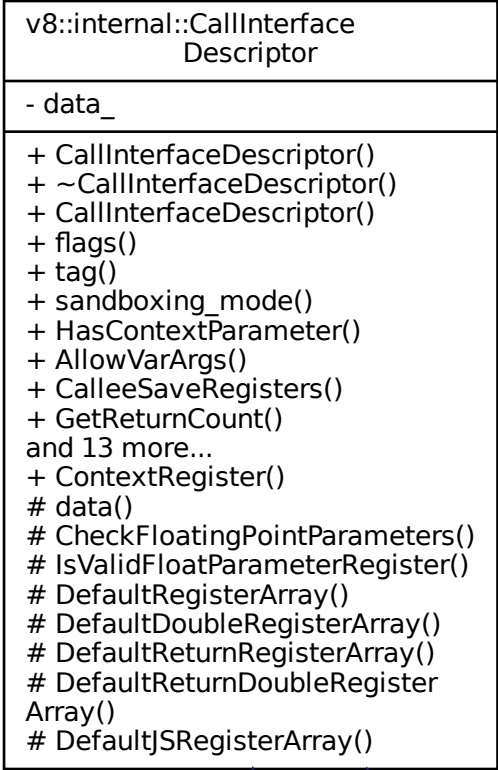 v8::internal::CallInterface
Descriptor
- data_
+ CallInterfaceDescriptor()
+ ~CallInterfaceDescriptor()
+ CallInterfaceDescriptor()
+ flags()
+ tag()
+ sandboxing_mode()
+ HasContextParameter()
+ AllowVarArgs()
+ CalleeSaveRegisters()
+ GetReturnCount()
and 13 more...
+ ContextRegister()
# data()
# CheckFloatingPointParameters()
# IsValidFloatParameterRegister()
# DefaultRegisterArray()
# DefaultDoubleRegisterArray()
# DefaultReturnRegisterArray()
# DefaultReturnDoubleRegister
Array()
# DefaultJSRegisterArray()